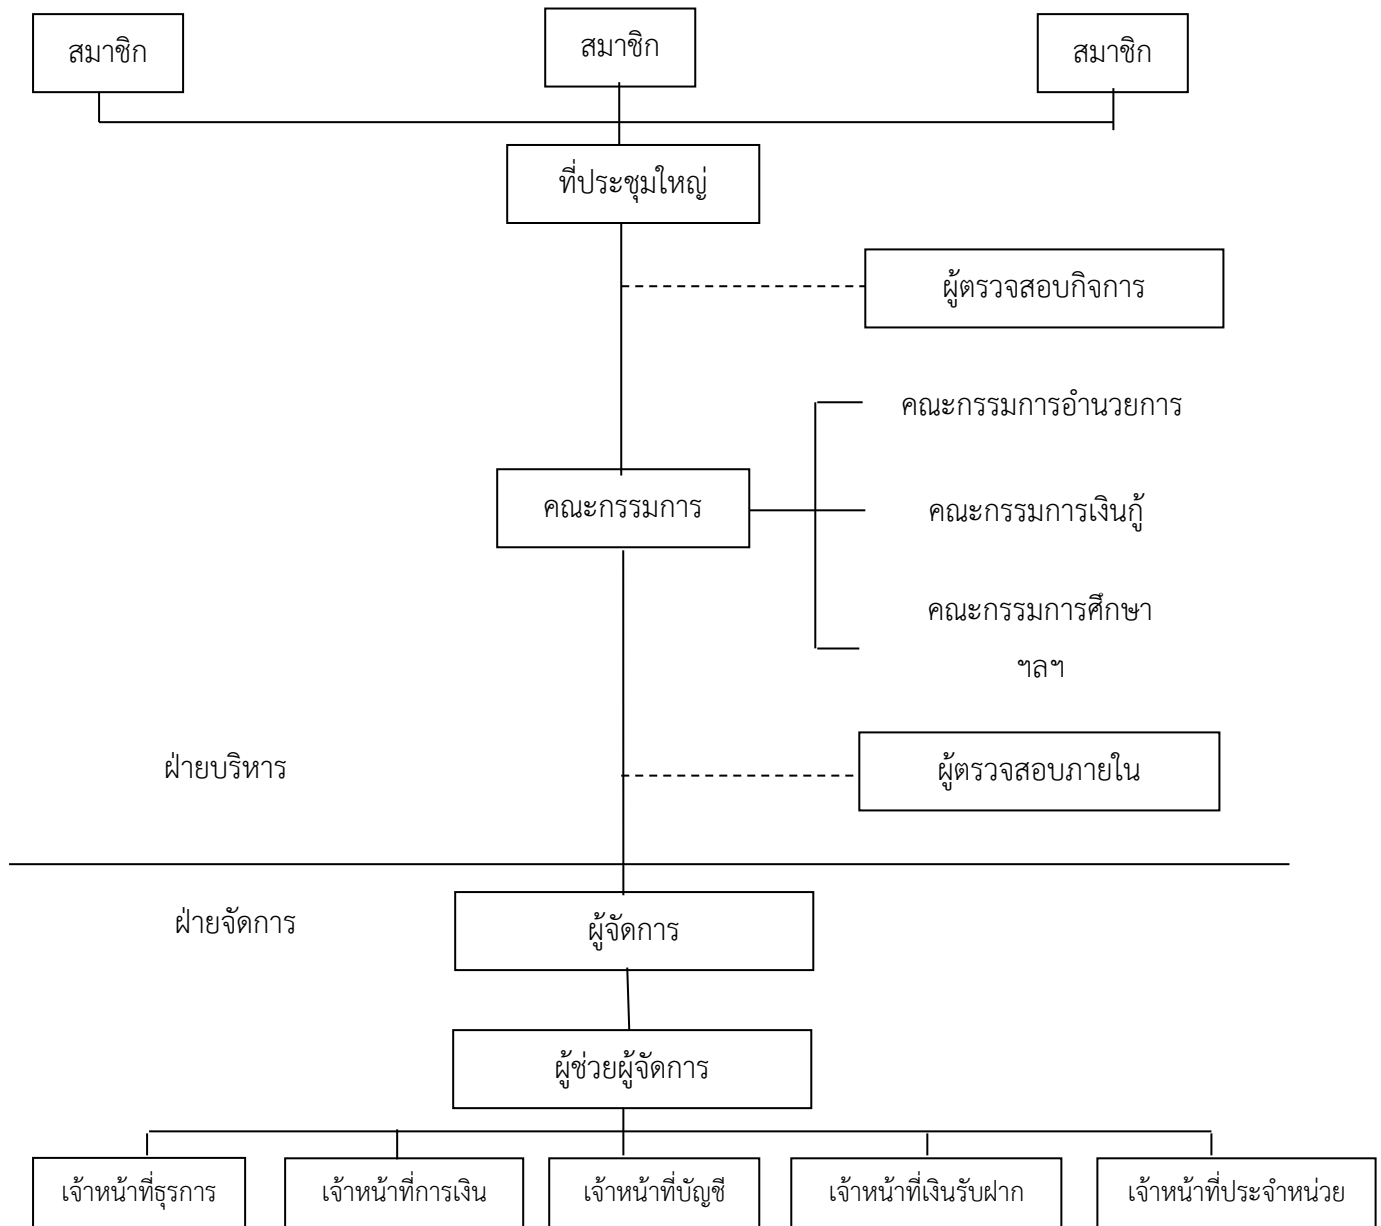 สมาชิก
สมาชิก
สมาชิก
ที่ประชุมใหญ่
ผู้ตรวจสอบกิจการ
คณะกรรมการอำนวยการ
คณะกรรมการ
คณะกรรมการเงินกู้
คณะกรรมการศึกษา
ฯลฯ
ฝ่ายบริหาร
ผู้ตรวจสอบภายใน
ฝ่ายจัดการ
ผู้จัดการ
ผู้ช่วยผู้จัดการ
เจ้าหน้าที่ธุรการ
เจ้าหน้าที่การเงิน
เจ้าหน้าที่บัญชี
เจ้าหน้าที่เงินรับฝาก
เจ้าหน้าที่ประจำหน่วย